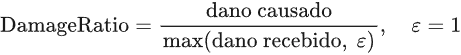 DamageRatio = dano causado / max(dano recebido, ε), ε = 1